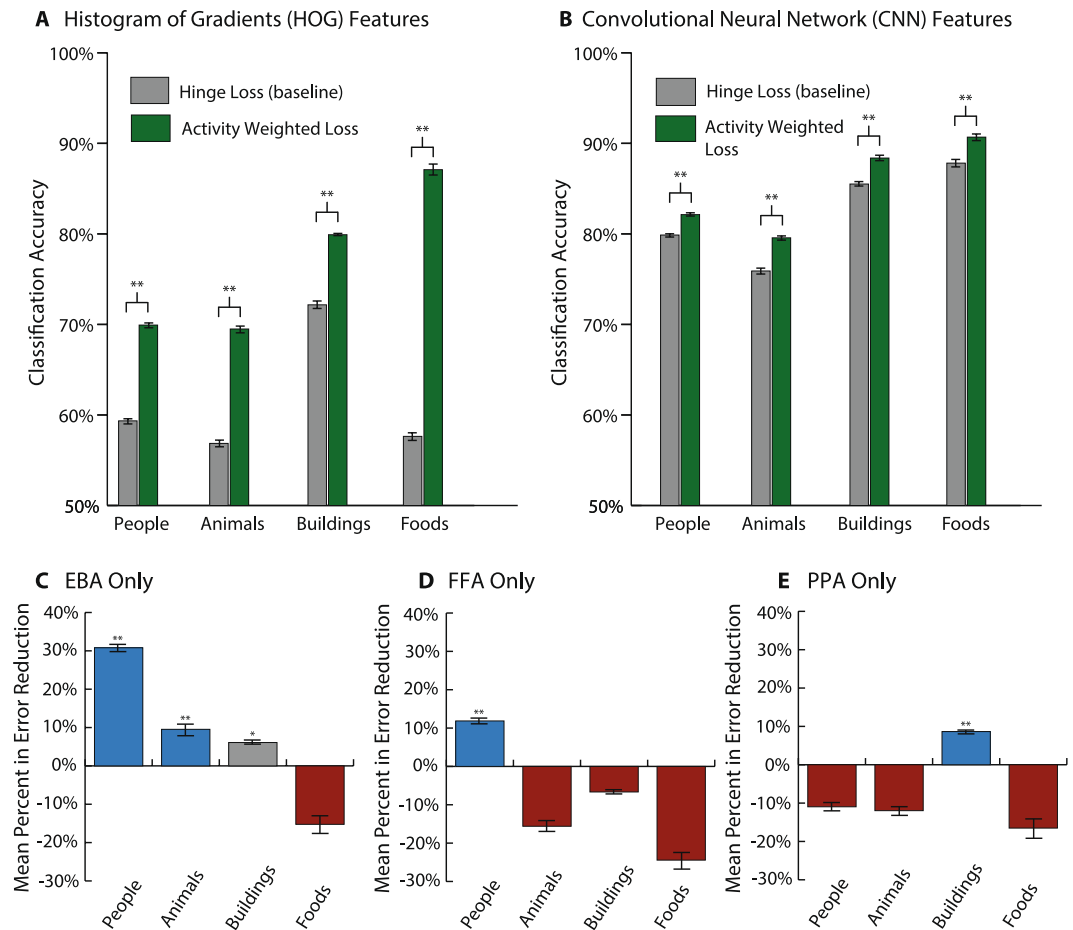 A Histogram of Gradients (HOG) Features
100%
90%
80%
70%
60%
50%
Classification Accuracy
Hinge Loss (baseline)
Activity Weighted Loss
**
**
**
**
People Animals Buildings Foods
B Convolutional Neural Network (CNN) Features
100%
90%
80%
70%
60%
50%
Classification Accuracy
Hinge Loss (baseline)
Activity Weighted
Loss
**
**
**
**
People Animals Buildings Foods
C EBA Only
40%
30%
20%
10%
0%
-10%
-20%
-30%
Mean Percent in Error Reduction
**
**
*
People Animals Buildings Foods
D FFA Only
40%
30%
20%
10%
0%
-10%
-20%
-30%
Mean Percent in Error Reduction
**
People Animals Buildings Foods
E PPA Only
40%
30%
20%
10%
0%
-10%
-20%
-30%
Mean Percent in Error Reduction
**
People Animals Buildings Foods